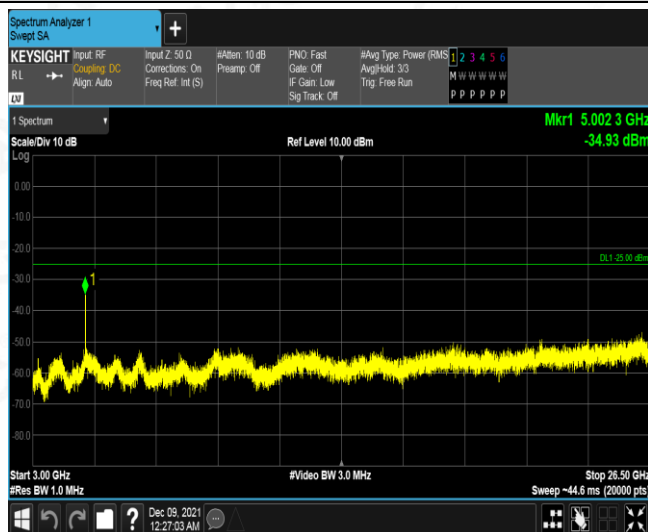 Spectrum Analyzer 1
Swept SA
+
KEYSIGHT Input: RF Input Z: 50 Ω #Atten: 10 dB PNO: Fast #Avg Type: Power (RMS 1 2 3 4 5 6
RL Coupling: DC Corrections: On Preamp: Off Gate: Off Avg|Hold: 3/3 M W W W W W
Align: Auto Freq Ref: Int (S) IF Gain: Low Trig: Free Run
Sig Track: Off P P P P P P
LXI
1 Spectrum Mkr1 5.002 3 GHz
Scale/Div 10 dB Ref Level 10.00 dBm -34.93 dBm
Log
0.00
-10.0
-20.0
DL1 -25.00 dBm
-30.0
1
-40.0
-50.0
-60.0
-70.0
-80.0
Start 3.00 GHz #Video BW 3.0 MHz Stop 26.50 GHz
#Res BW 1.0 MHz Sweep ~44.6 ms (20000 pts)
? Dec 09, 2021
12:27:03 AM